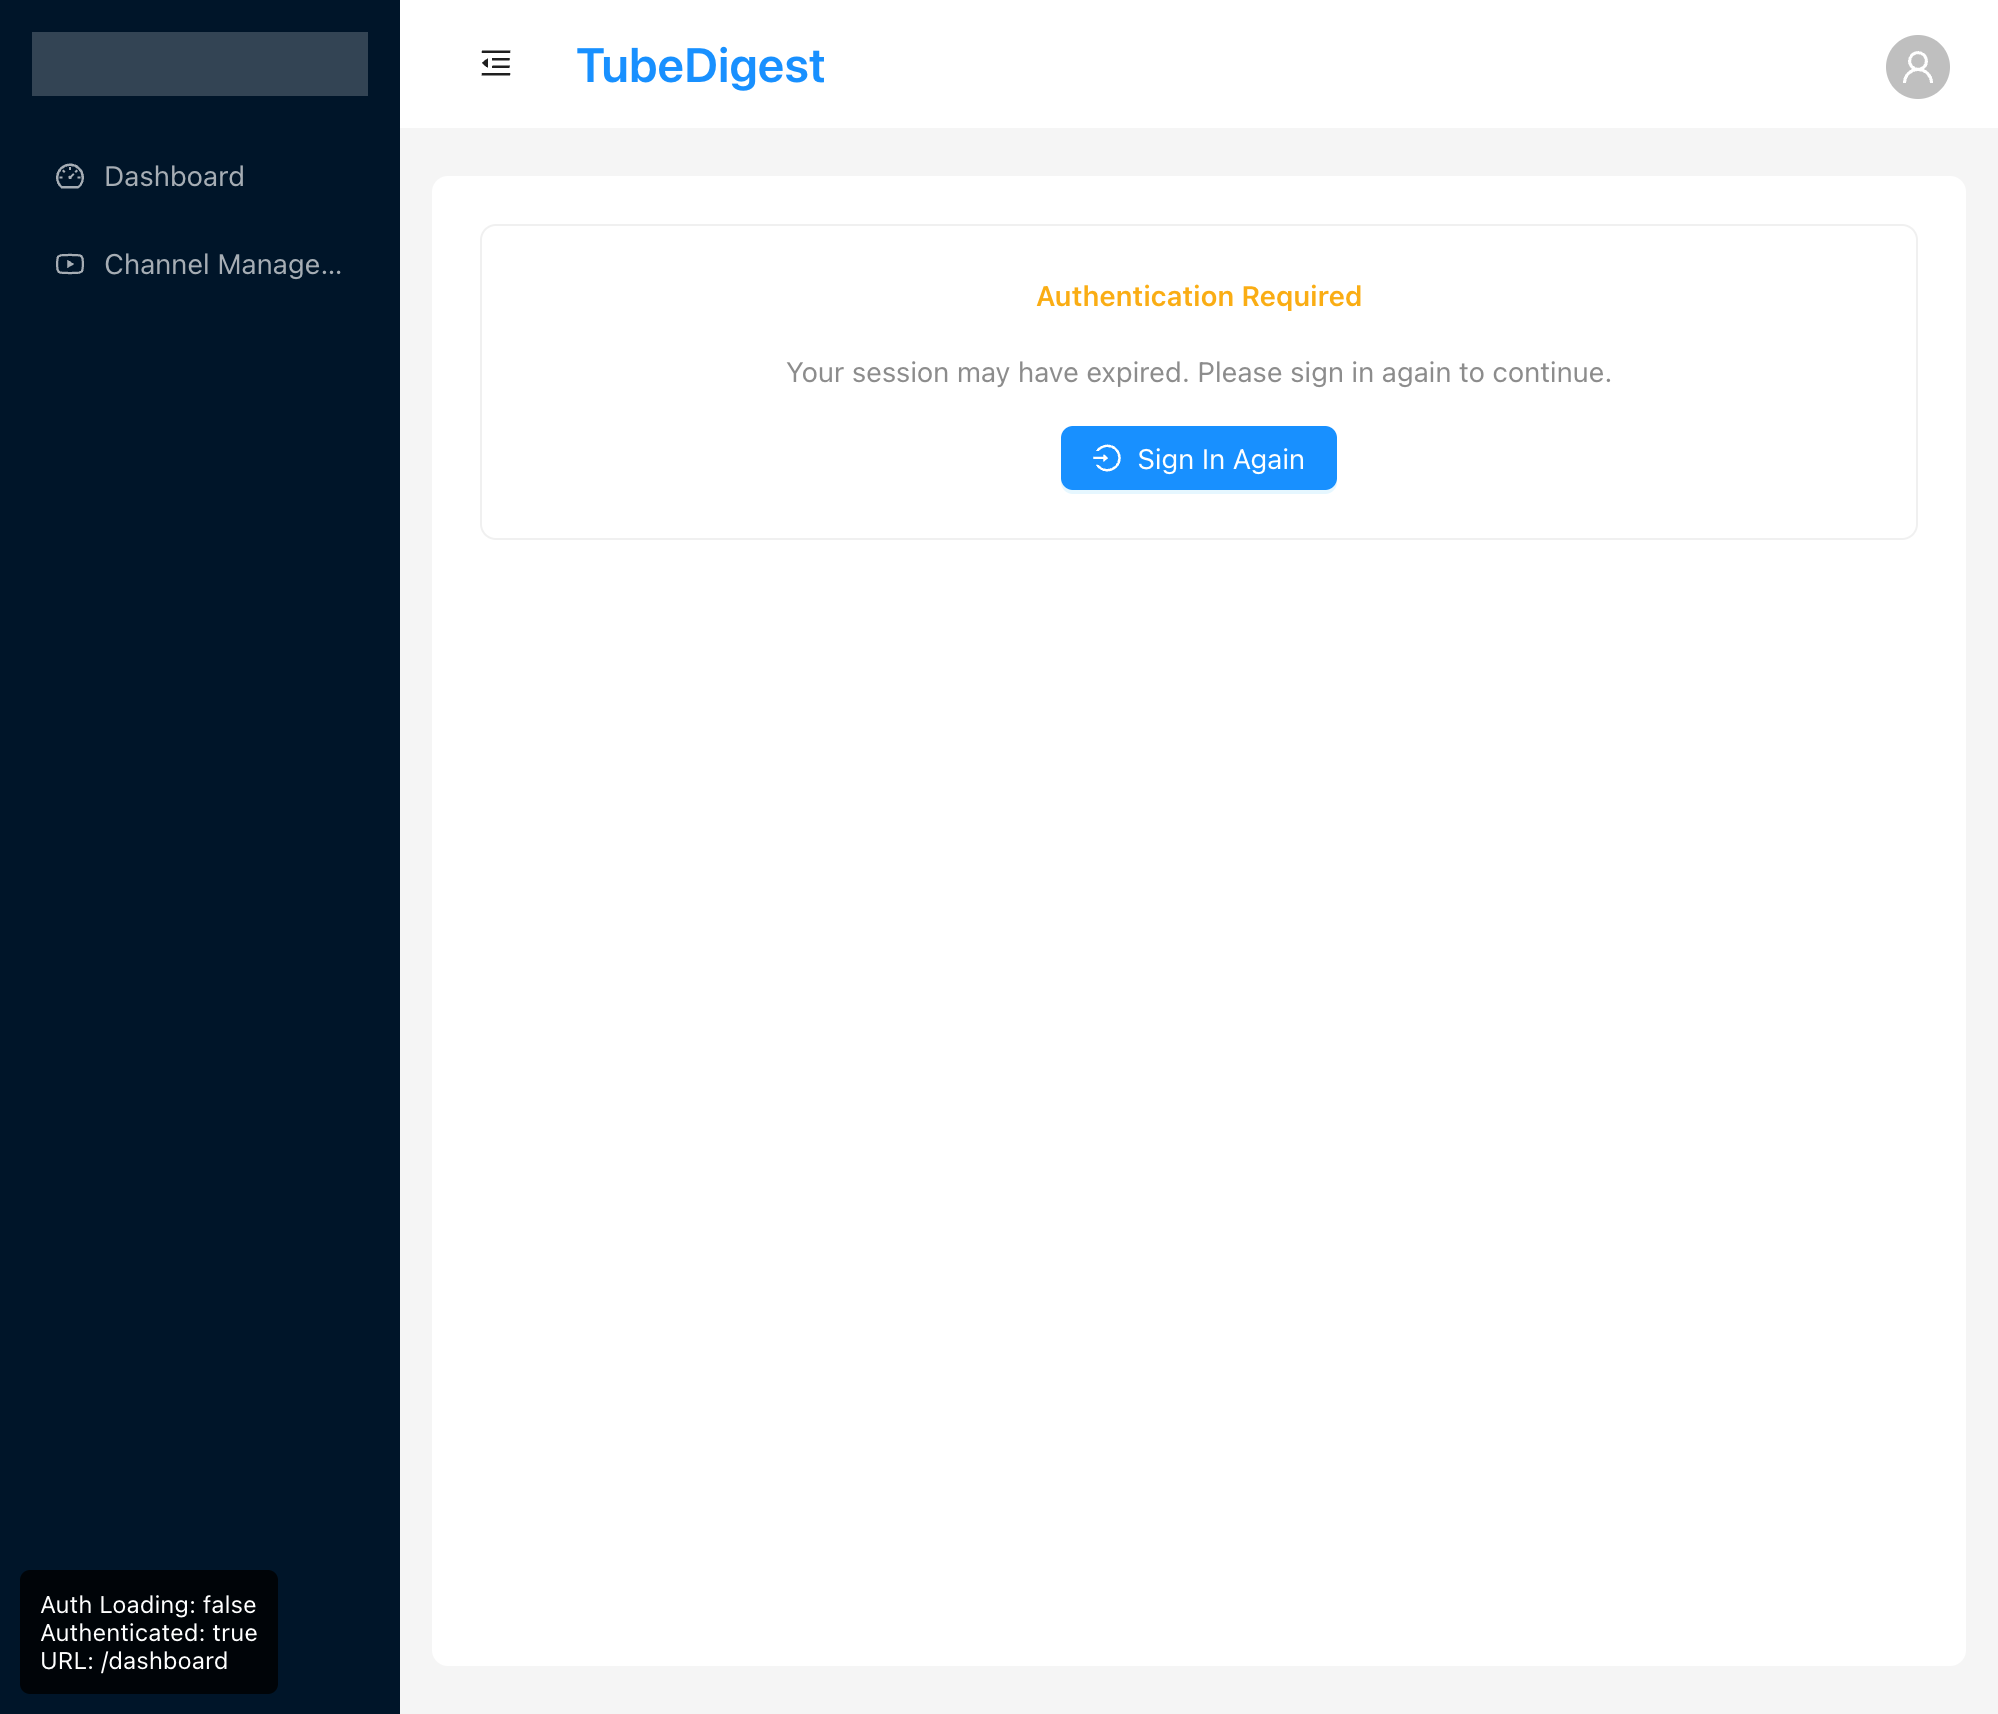 TubeDigest
Dashboard
Channel Manage...
Authentication Required
Your session may have expired. Please sign in again to continue.
Sign In Again
Auth Loading: false
Authenticated: true
URL: /dashboard